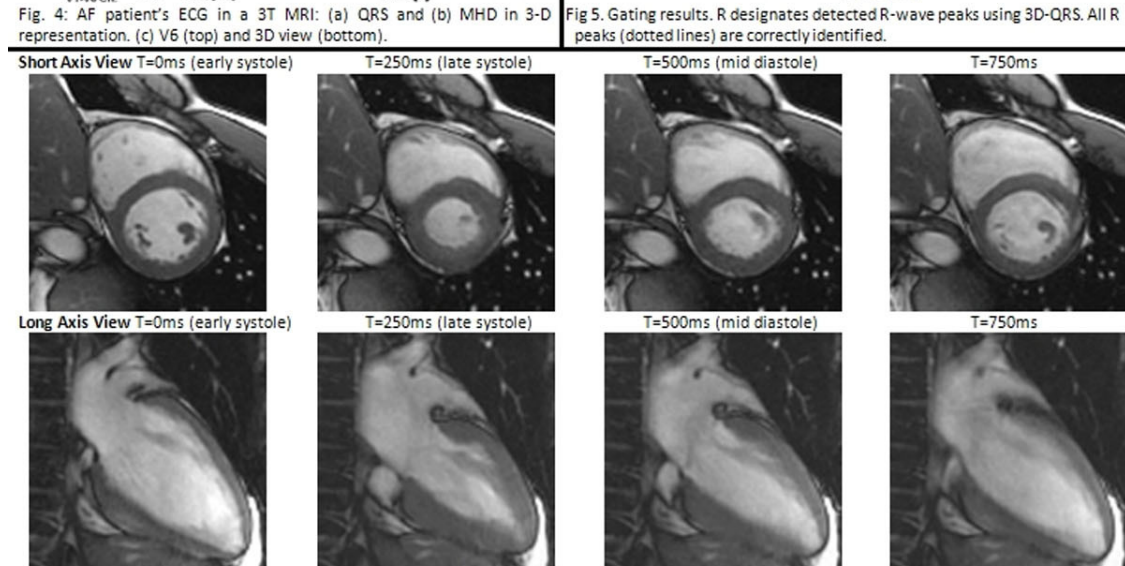 Fig. 4: AF patient's ECG in a 3T MRI: (a) QRS and (b) MHD in 3-D
representation. (c) V6 (top) and 3D view (bottom).
Fig 5. Gating results. R designates detected R-wave peaks using 3D-QRS. All R
peaks (dotted lines) are correctly identified.
Short Axis View T=0ms (early systole)
T=250ms (late systole)
T=500ms (mid diastole)
T=750ms
Long Axis View T=0ms (early systole)
T=250ms (late systole)
T=500ms (mid diastole)
T=750ms